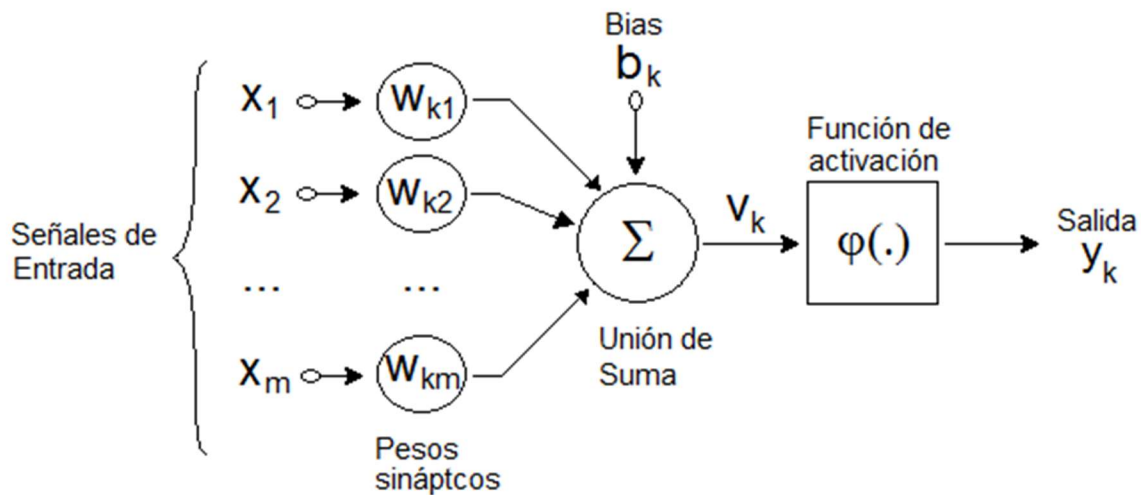 Bias
b_k
x_1 w_k1
Función de
activación
x_2 w_k2
Señales de
Entrada
Σ
v_k
φ(.)
Salida
y_k
... ...
Unión de
Suma
x_m w_km
Pesos
sináptcos